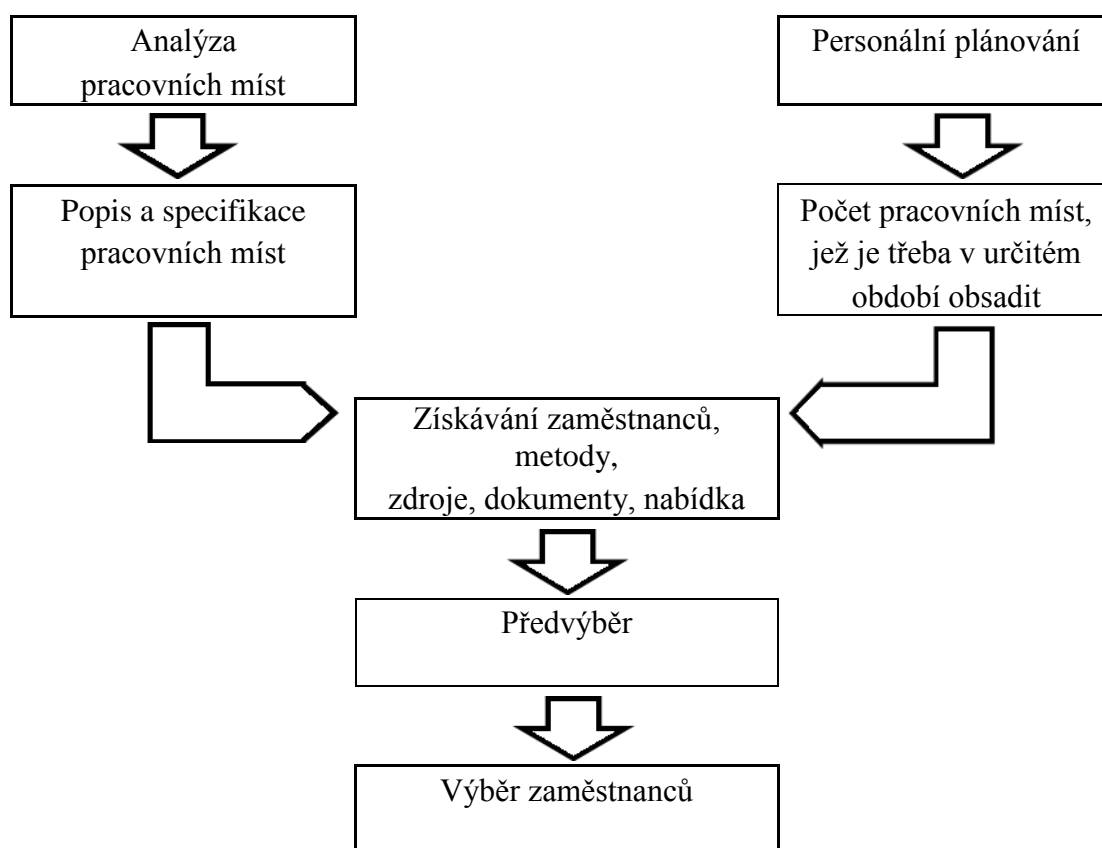 Analýza
pracovních míst
Personální plánování
Popis a specifikace
pracovních míst
Počet pracovních míst,
jež je třeba v určitém
období obsadit
Získávání zaměstnanců,
metody,
zdroje, dokumenty, nabídka
Předvýběr
Výběr zaměstnanců